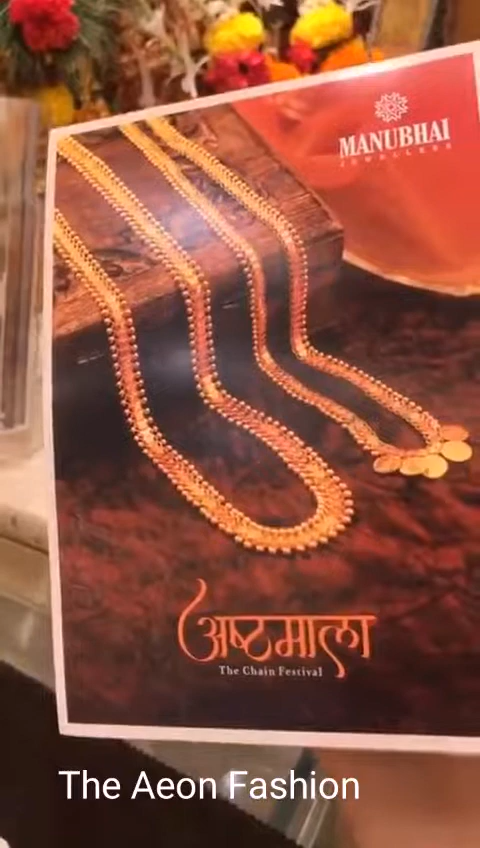 MANUBHAI
JEWELLERS
अष्टमाला
The Chain Festival
The Aeon Fashion